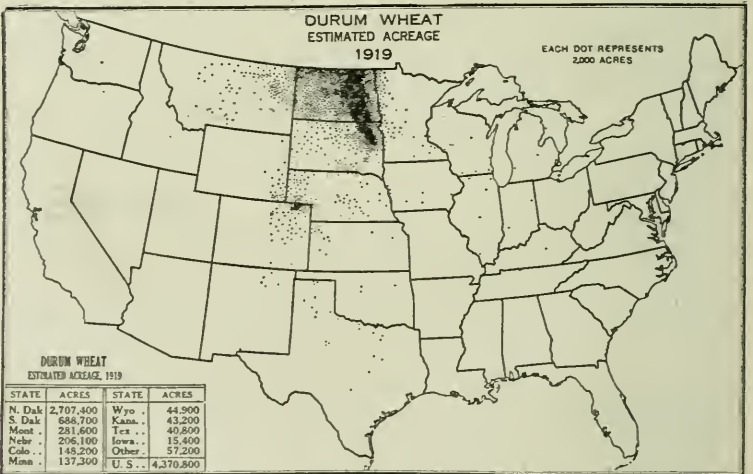 DURUM WHEAT
ESTIMATED ACREAGE
1919
EACH DOT REPRESENTS
2,000 ACRES
DURUM WHEAT
ESTIMATED ACREAGE, 1919
STATE ACRES STATE ACRES
N. Dak 2,707,400 Wyo . 44,900
S. Dak 688,700 Kans. . 43,200
Mont . 281,600 Tex . . 40,800
Nebr . 206,100 Iowa. . 15,400
Colo . . 148,200 Other . 57,200
Minn . 137,300 U. S . . 4,370,800